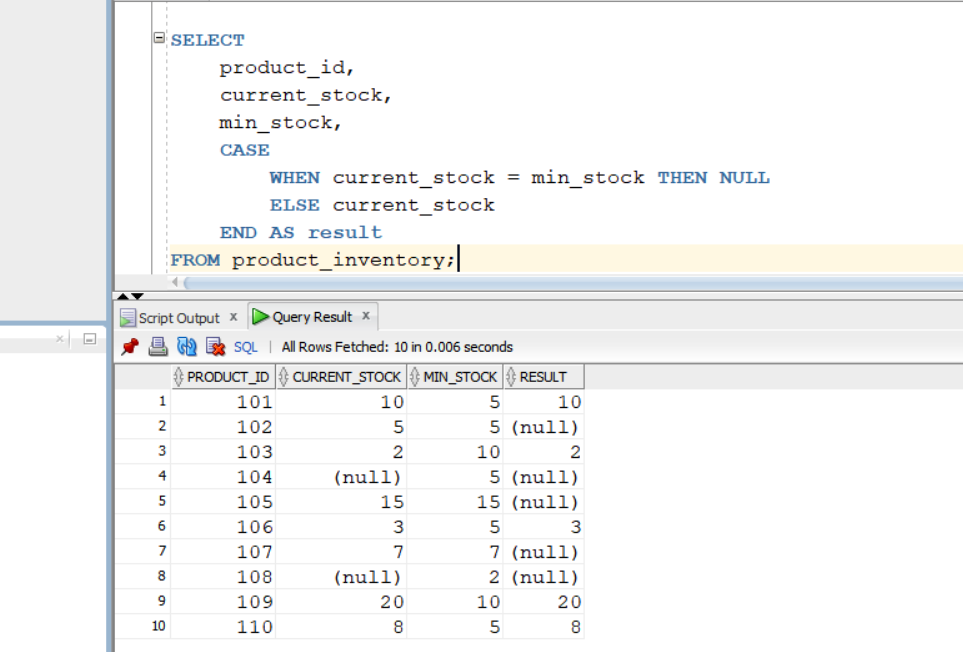 SELECT
product_id,
current_stock,
min_stock,
CASE
WHEN current_stock = min_stock THEN NULL
ELSE current_stock
END AS result
FROM product_inventory;
Script Output x Query Result x
SQL | All Rows Fetched: 10 in 0.006 seconds
PRODUCT_ID CURRENT_STOCK MIN_STOCK RESULT
1 101 10 5 10
2 102 5 5 (null)
3 103 2 10 2
4 104 (null) 5 (null)
5 105 15 15 (null)
6 106 3 5 3
7 107 7 7 (null)
8 108 (null) 2 (null)
9 109 20 10 20
10 110 8 5 8